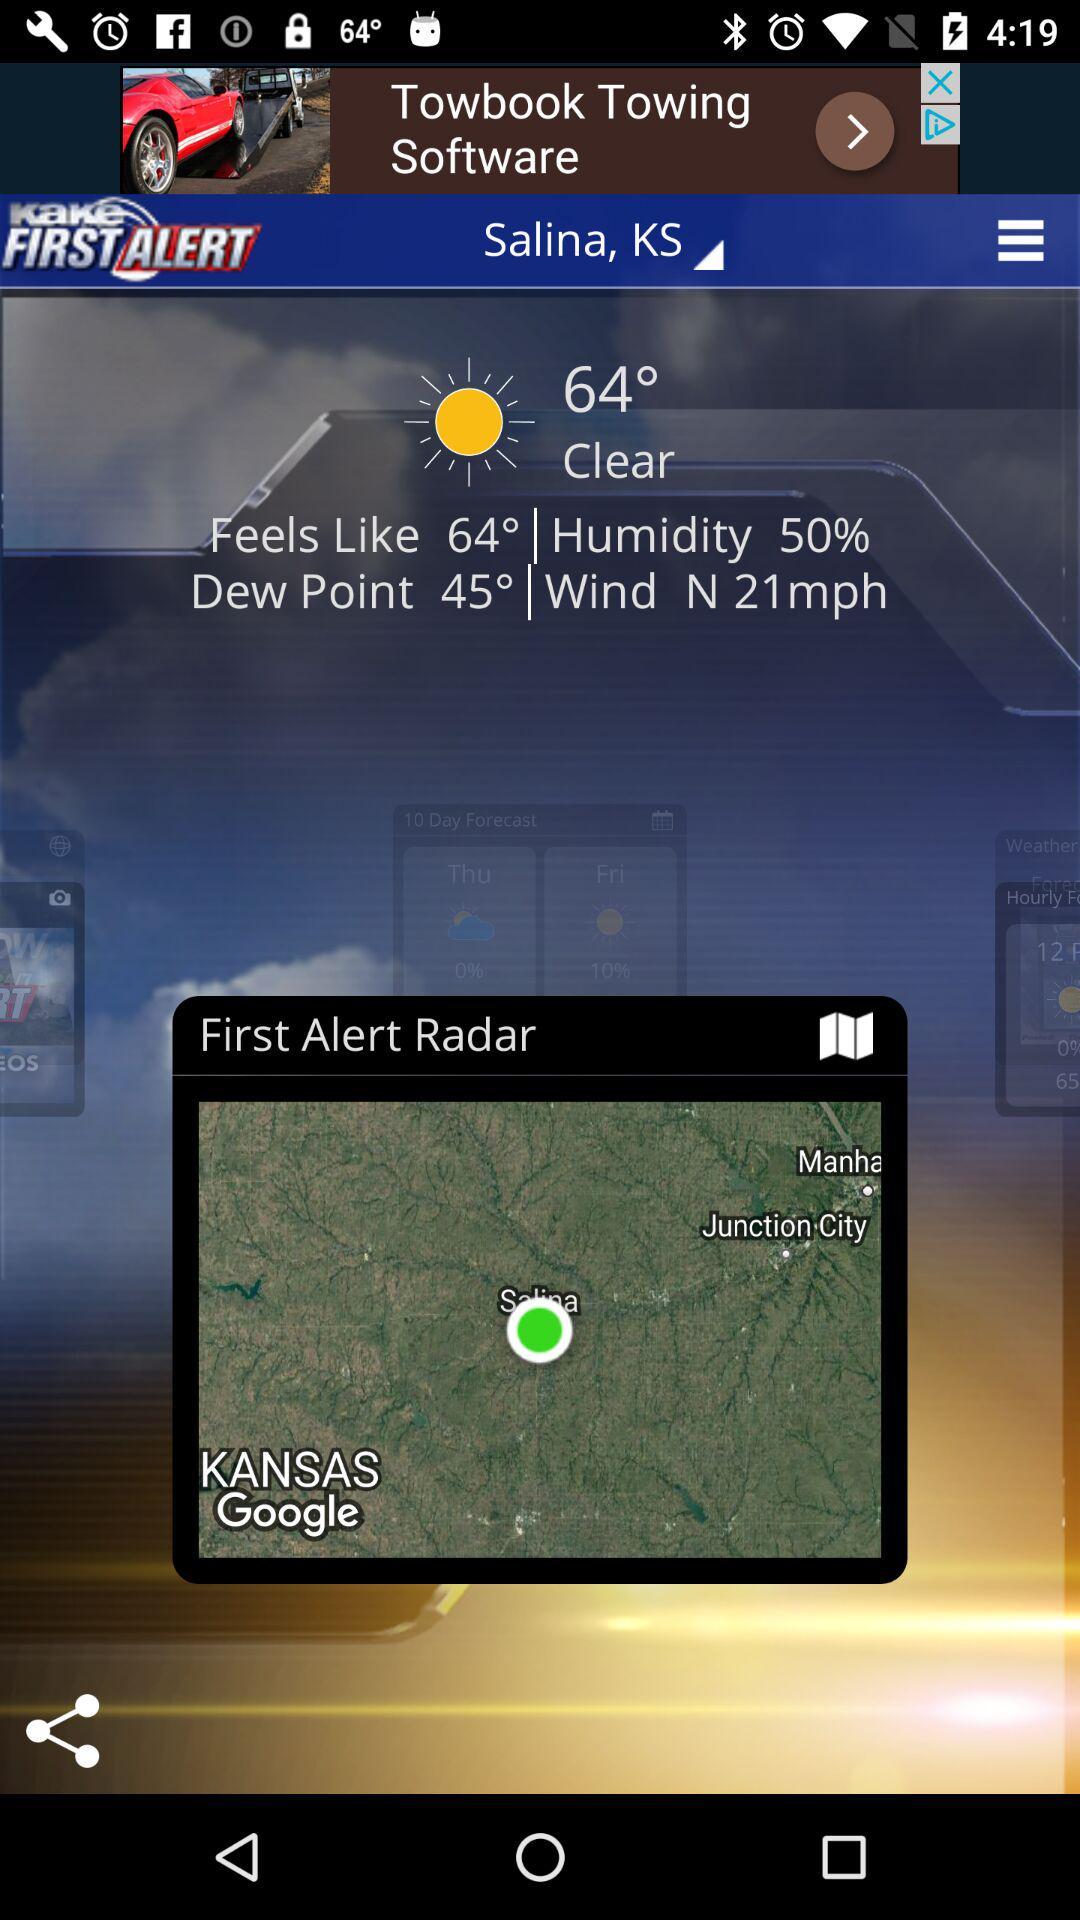 64°
4:19
Towbook Towing
Software
KAKE
FIRST ALERT
Salina, KS
64°
Clear
Feels Like 64° Humidity 50%
Dew Point 45° Wind N 21mph
10 Day Forecast
Thu Fri
0% 10%
Weather
Forec
Hourly Fo
12 P
0%
65
OW
RT
EOS
First Alert Radar
Manha
Junction City
Salina
KANSAS
Google